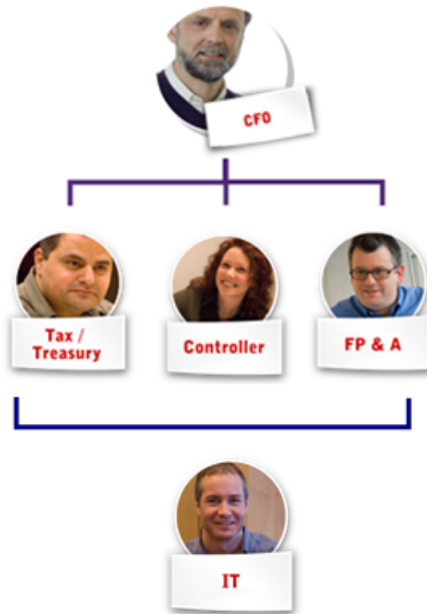 CFO
Tax /
Treasury
Controller
FP & A
IT